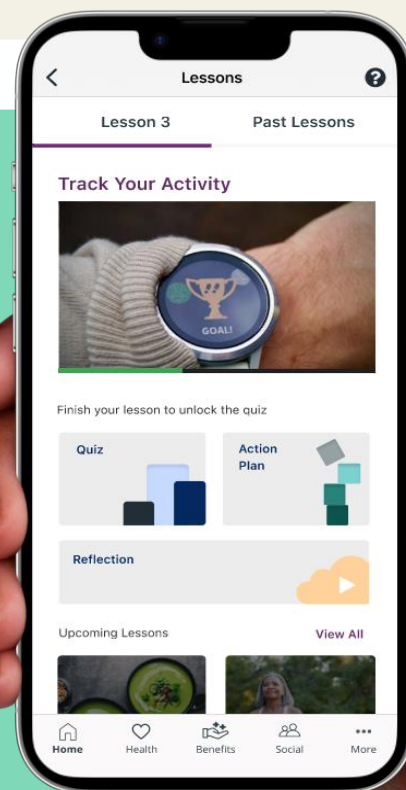 Lessons
Lesson 3
Past Lessons
Track Your Activity
GOAL!
Finish your lesson to unlock the quiz
Quiz
Action
Plan
Reflection
Upcoming Lessons
View All
Home
Health
Benefits
Social
More